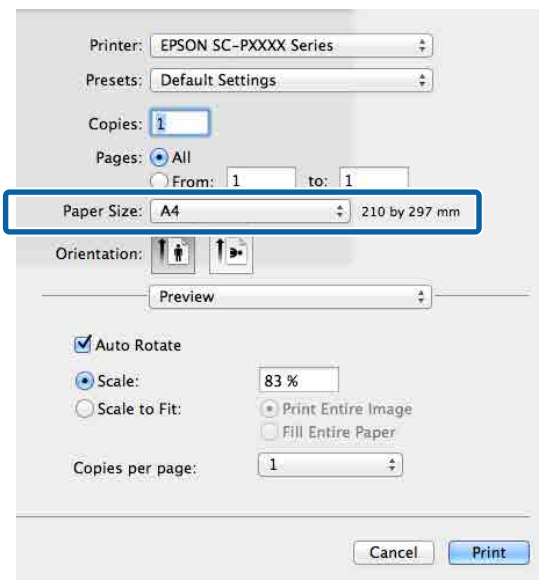 Printer: EPSON SC-PXXXX Series
Presets: Default Settings
Copies: 1
Pages: All
From: 1 to: 1
Paper Size: A4 210 by 297 mm
Orientation:
Preview
Auto Rotate
Scale: 83 %
Scale to Fit: Print Entire Image
Fill Entire Paper
Copies per page: 1
Cancel Print